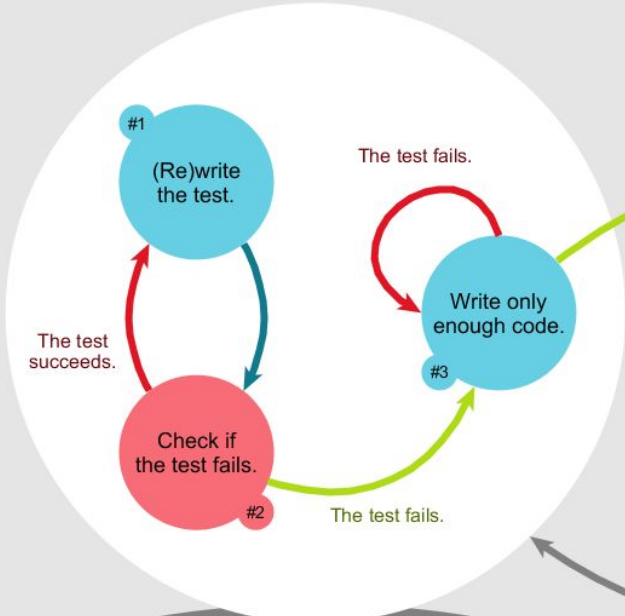 #1
(Re)write
the test.
The test fails.
Write only
enough code.
#3
The test
succeeds.
Check if
the test fails.
#2
The test fails.